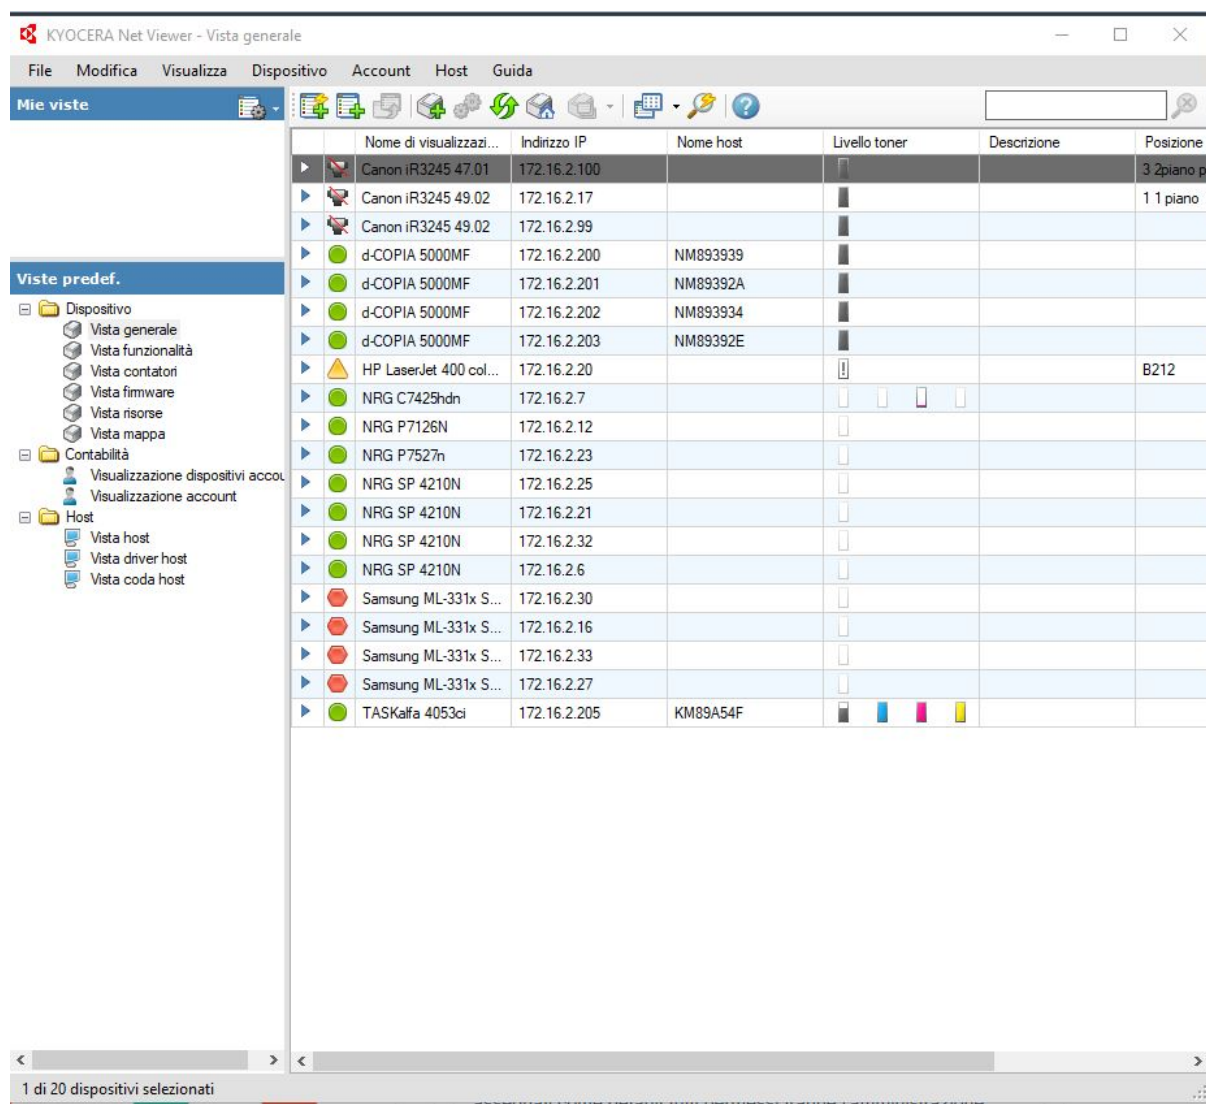 KYOCERA Net Viewer - Vista generale
File Modifica Visualizza Dispositivo Account Host Guida
Mie viste
Viste predef.
Dispositivo
Vista generale
Vista funzionalità
Vista contatori
Vista firmware
Vista risorse
Vista mappa
Contabilità
Visualizzazione dispositivi accou
Visualizzazione account
Host
Vista host
Vista driver host
Vista coda host
Nome di visualizzazi... Indirizzo IP Nome host Livello toner Descrizione Posizione
Canon iR3245 47.01 172.16.2.100 3 2piano p
Canon iR3245 49.02 172.16.2.17 1 1 piano
Canon iR3245 49.02 172.16.2.99
d-COPIA 5000MF 172.16.2.200 NM893939
d-COPIA 5000MF 172.16.2.201 NM89392A
d-COPIA 5000MF 172.16.2.202 NM893934
d-COPIA 5000MF 172.16.2.203 NM89392E
HP LaserJet 400 col... 172.16.2.20 B212
NRG C7425hdn 172.16.2.7
NRG P7126N 172.16.2.12
NRG P7527n 172.16.2.23
NRG SP 4210N 172.16.2.25
NRG SP 4210N 172.16.2.21
NRG SP 4210N 172.16.2.32
NRG SP 4210N 172.16.2.6
Samsung ML-331x S... 172.16.2.30
Samsung ML-331x S... 172.16.2.16
Samsung ML-331x S... 172.16.2.33
Samsung ML-331x S... 172.16.2.27
TASKalfa 4053ci 172.16.2.205 KM89A54F
1 di 20 dispositivi selezionati